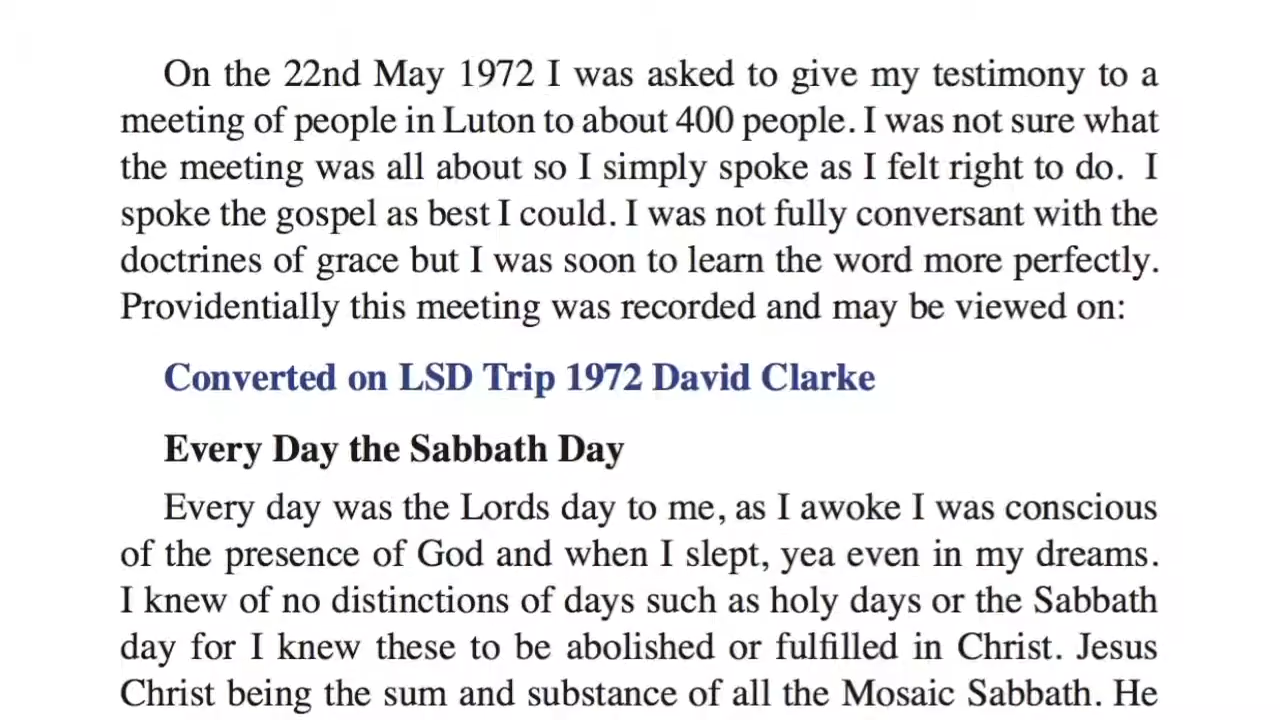 On the 22nd May 1972 I was asked to give my testimony to a
meeting of people in Luton to about 400 people. I was not sure what
the meeting was all about so I simply spoke as I felt right to do. I
spoke the gospel as best I could. I was not fully conversant with the
doctrines of grace but I was soon to learn the word more perfectly.
Providentially this meeting was recorded and may be viewed on:
Converted on LSD Trip 1972 David Clarke
Every Day the Sabbath Day
Every day was the Lords day to me, as I awoke I was conscious
of the presence of God and when I slept, yea even in my dreams.
I knew of no distinctions of days such as holy days or the Sabbath
day for I knew these to be abolished or fulfilled in Christ. Jesus
Christ being the sum and substance of all the Mosaic Sabbath. He